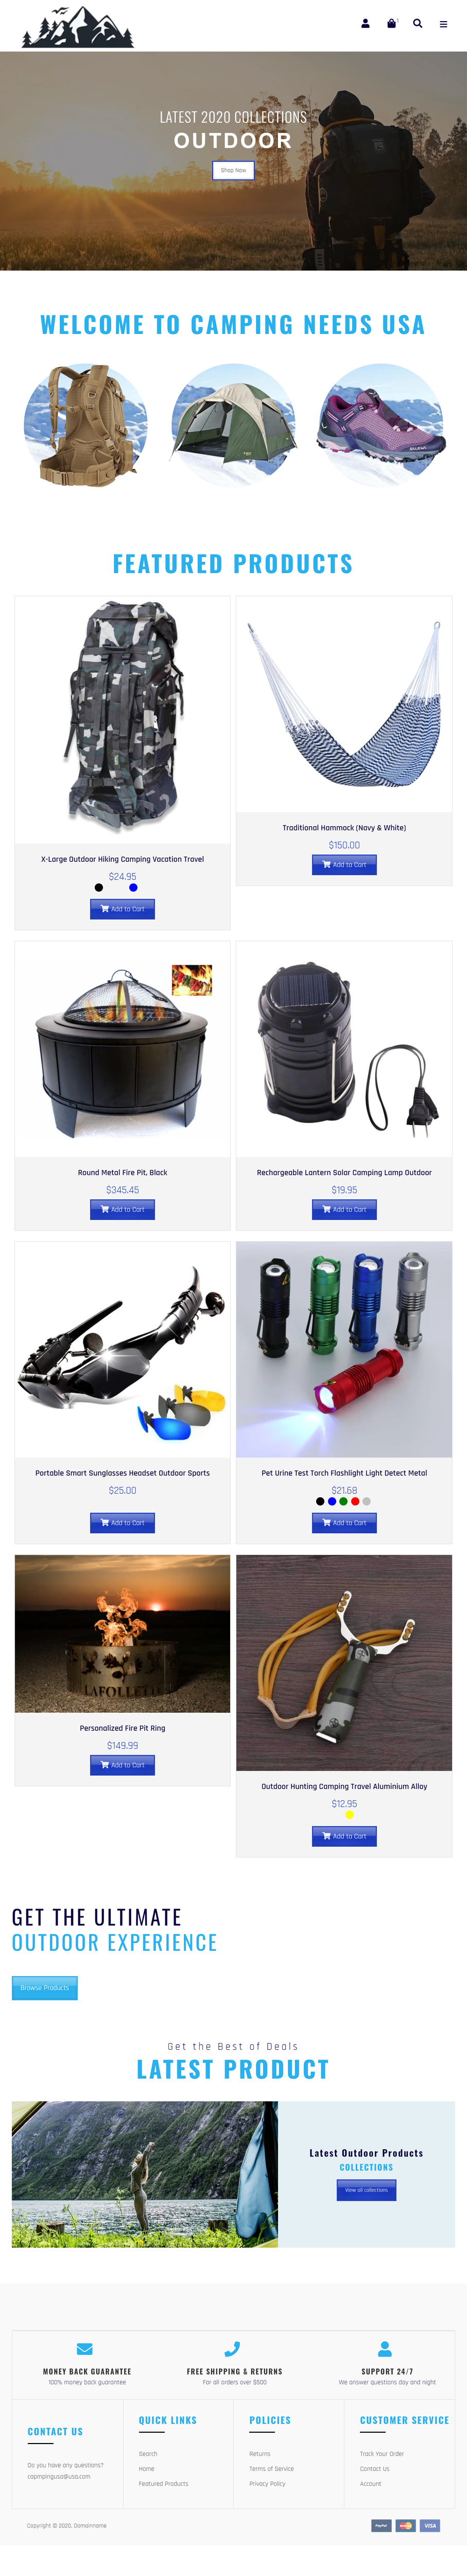 LATEST 2020 COLLECTIONS
OUTDOOR
Shop Now
WELCOME TO CAMPING NEEDS USA
FEATURED PRODUCTS
X-Large Outdoor Hiking Camping Vacation Travel
$24.95
Add to Cart
Traditional Hammock (Navy & White)
$150.00
Add to Cart
Round Metal Fire Pit, Black
$345.45
Add to Cart
Rechargeable Lantern Solar Camping Lamp Outdoor
$19.95
Add to Cart
Portable Smart Sunglasses Headset Outdoor Sports
$25.00
Add to Cart
Pet Urine Test Torch Flashlight Light Detect Metal
$21.68
Add to Cart
LAFOLLETTE
Personalized Fire Pit Ring
$149.99
Add to Cart
Outdoor Hunting Camping Travel Aluminium Alloy
$12.95
Add to Cart
GET THE ULTIMATE
OUTDOOR EXPERIENCE
Browse Products
Get the Best of Deals
LATEST PRODUCT
Latest Outdoor Products
COLLECTIONS
View all collections
MONEY BACK GUARANTEE
100% money back guarantee
FREE SHIPPING & RETURNS
For all orders over $500
SUPPORT 24/7
We answer questions day and night
CONTACT US
Do you have any questions?
capmpingusa@usa.com
QUICK LINKS
Search
Home
Featured Products
POLICIES
Returns
Terms of Service
Privacy Policy
CUSTOMER SERVICE
Track Your Order
Contact Us
Account
Copyright © 2020, Domainname
PayPal
VISA